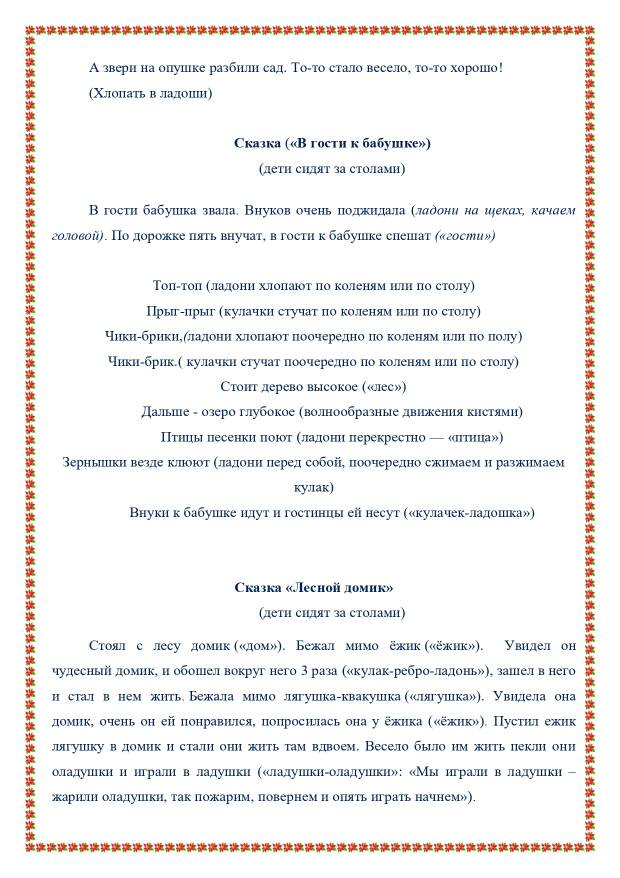 А звери на опушке разбили сад. То-то стало весело, то-то хорошо!
(Хлопать в ладоши)
Сказка («В гости к бабушке»)
(дети сидят за столами)
В гости бабушка звала. Внуков очень поджидала (ладони на щеках, качаем
головой). По дорожке пять внучат, в гости к бабушке спешат («гости»)
Топ-топ (ладони хлопают по коленям или по столу)
Прыг-прыг (кулачки стучат по коленям или по столу)
Чики-брики,(ладони хлопают поочередно по коленям или по полу)
Чики-брик.( кулачки стучат поочередно по коленям или по столу)
Стоит дерево высокое («лес»)
Дальше - озеро глубокое (волнообразные движения кистями)
Птицы песенки поют (ладони перекрестно — «птица»)
Зернышки везде клюют (ладони перед собой, поочередно сжимаем и разжимаем
кулак)
Внуки к бабушке идут и гостинцы ей несут («кулачек-ладошка»)
Сказка «Лесной домик»
(дети сидят за столами)
Стоял с лесу домик («дом»). Бежал мимо ёжик («ёжик»). Увидел он
чудесный домик, и обошел вокруг него 3 раза («кулак-ребро-ладонь»), зашел в него
и стал в нем жить. Бежала мимо лягушка-квакушка («лягушка»). Увидела она
домик, очень он ей понравился, попросилась она у ёжика («ёжик»). Пустил ежик
лягушку в домик и стали они жить там вдвоем. Весело было им жить пекли они
оладушки и играли в ладушки («ладушки-оладушки»: «Мы играли в ладушки –
жарили оладушки, так пожарим, повернем и опять играть начнем»).